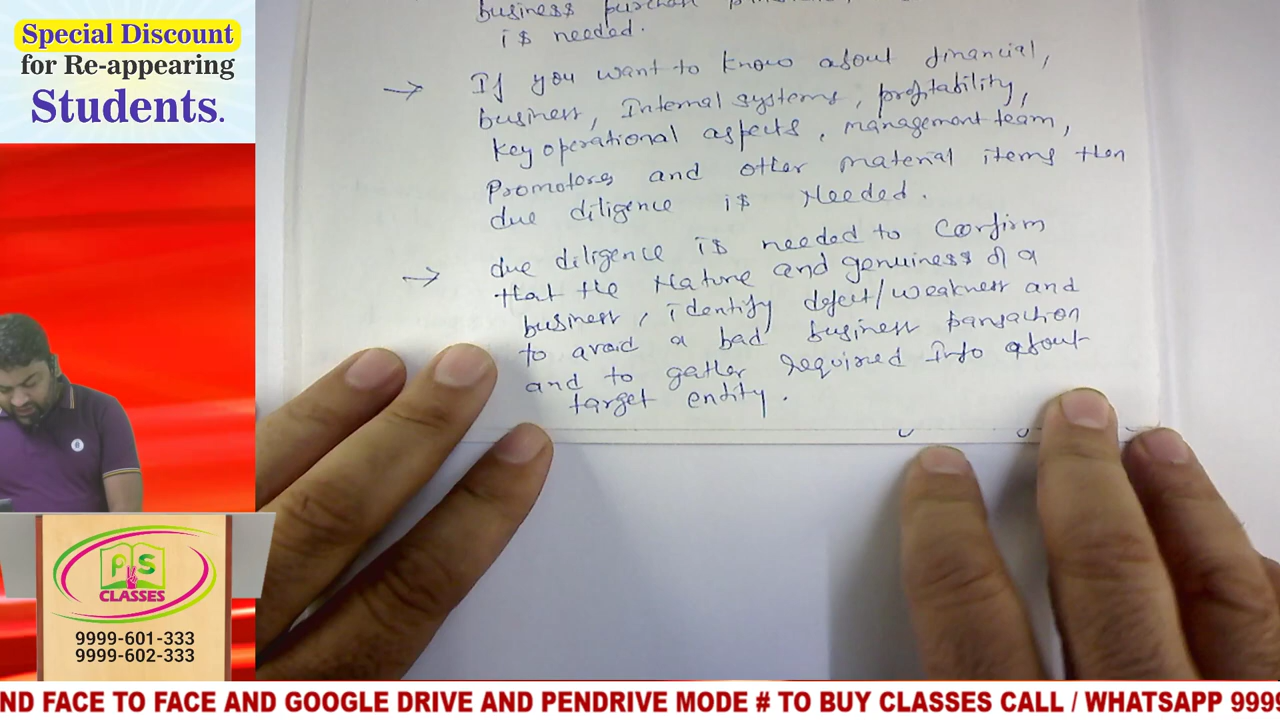 Special Discount
for Re-appearing
Students.
business
is needed.
→ If you want to know about financial,
business, Internal systems, profitability,
key operational aspects, management team,
Promotores and other material items then
due diligence is Needed.
→ due diligence is needed to Confirm
that the Nature and genuiness of a
business, identify defect/weakness and
to avoid a bad business transaction
and to gather required Info about
target entity.
PS
CLASSES
9999-601-333
9999-602-333
ND FACE TO FACE AND GOOGLE DRIVE AND PENDRIVE MODE # TO BUY CLASSES CALL / WHATSAPP 9999